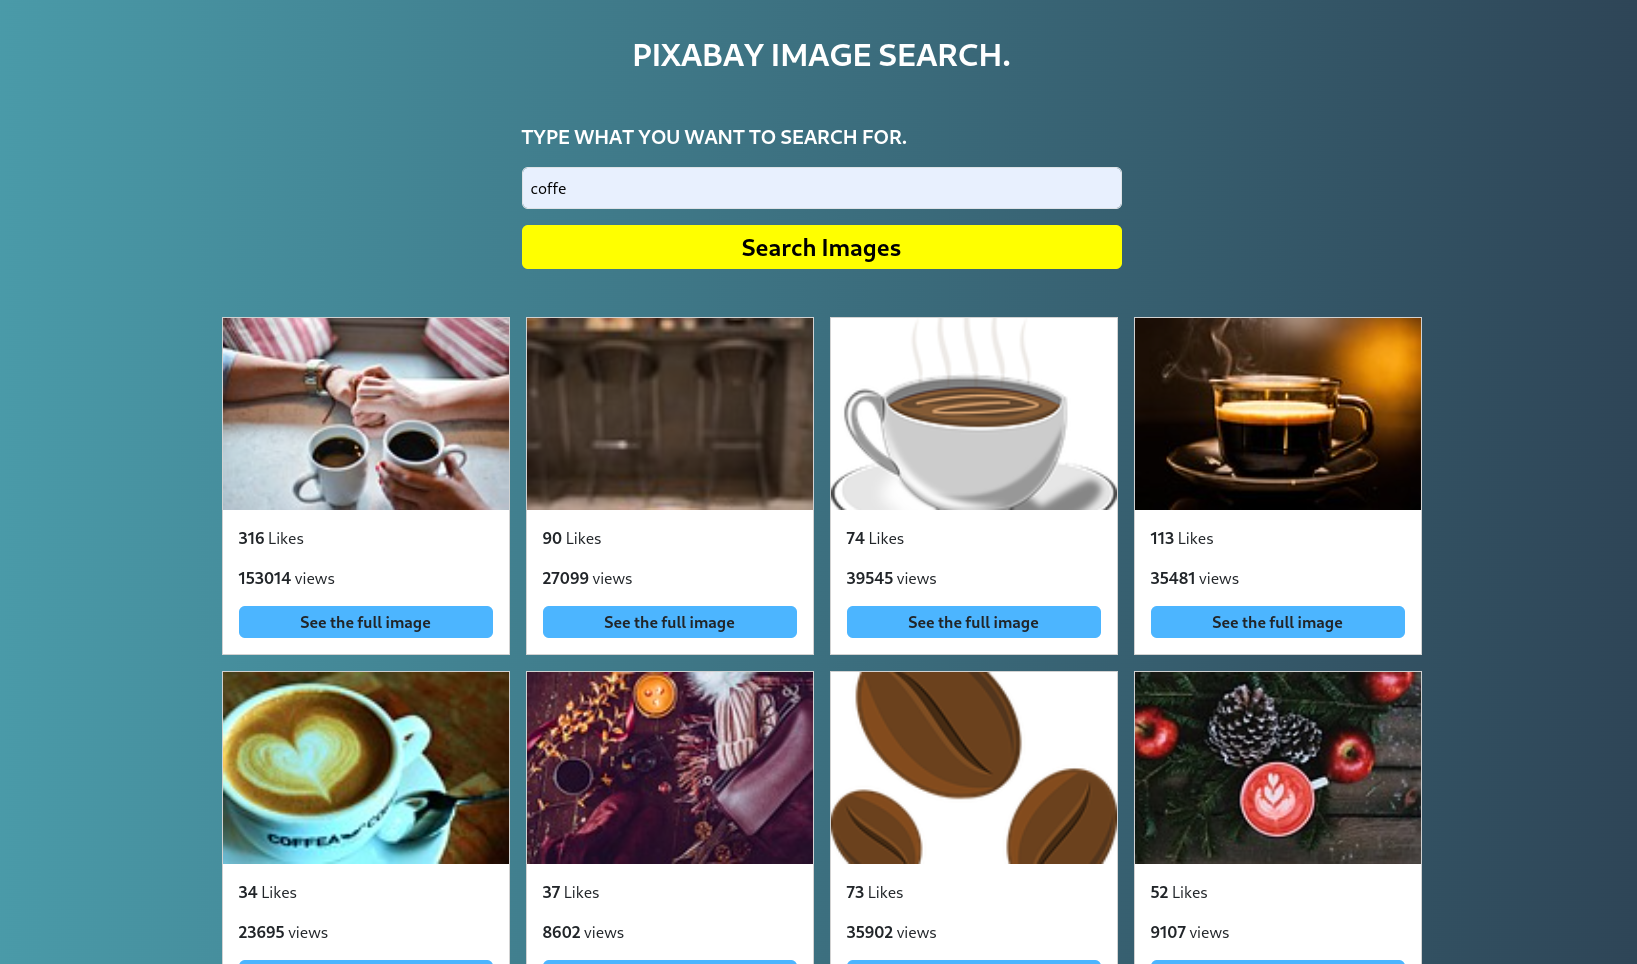 PIXABAY IMAGE SEARCH.
TYPE WHAT YOU WANT TO SEARCH FOR.
coffe
Search Images
316 Likes
153014 views
See the full image
90 Likes
27099 views
See the full image
74 Likes
39545 views
See the full image
113 Likes
35481 views
See the full image
COFFEA
34 Likes
23695 views
37 Likes
8602 views
73 Likes
35902 views
52 Likes
9107 views